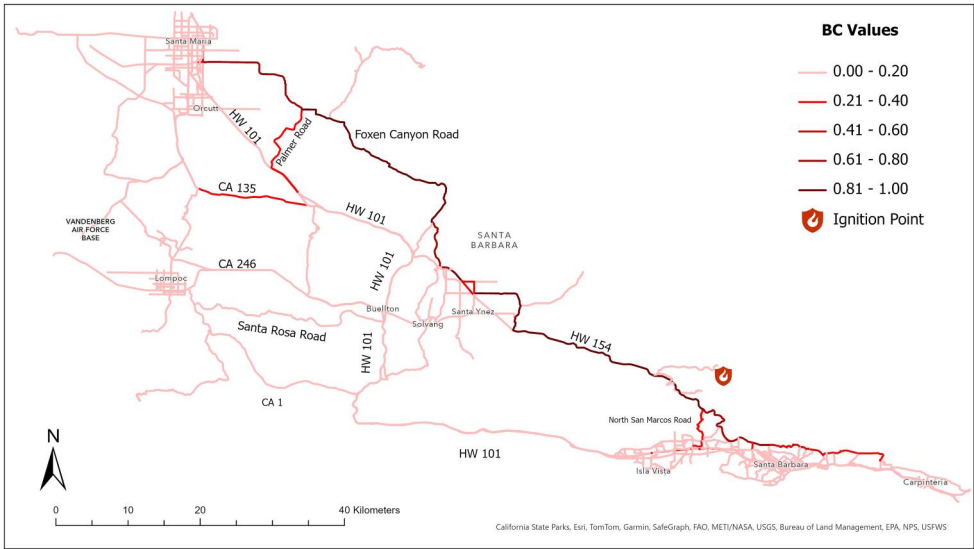 BC Values
0.00 - 0.20
0.21 - 0.40
0.41 - 0.60
0.61 - 0.80
0.81 - 1.00
Ignition Point
Santa Maria
Orcutt
HW 101
Palmer Road
Foxen Canyon Road
CA 135
HW 101
VANDENBERG
AIR FORCE
BASE
SANTA
BARBARA
HW 101
CA 246
Lompoc
Buellton
Santa Ynez
Solvang
Santa Rosa Road
HW 101
HW 154
CA 1
North San Marcos Road
HW 101
Isla Vista
Santa Barbara
Carpinteria
N
0 10 20 40 Kilometers
California State Parks, Esri, TomTom, Garmin, SafeGraph, FAO, METI/NASA, USGS, Bureau of Land Management, EPA, NPS, USFWS